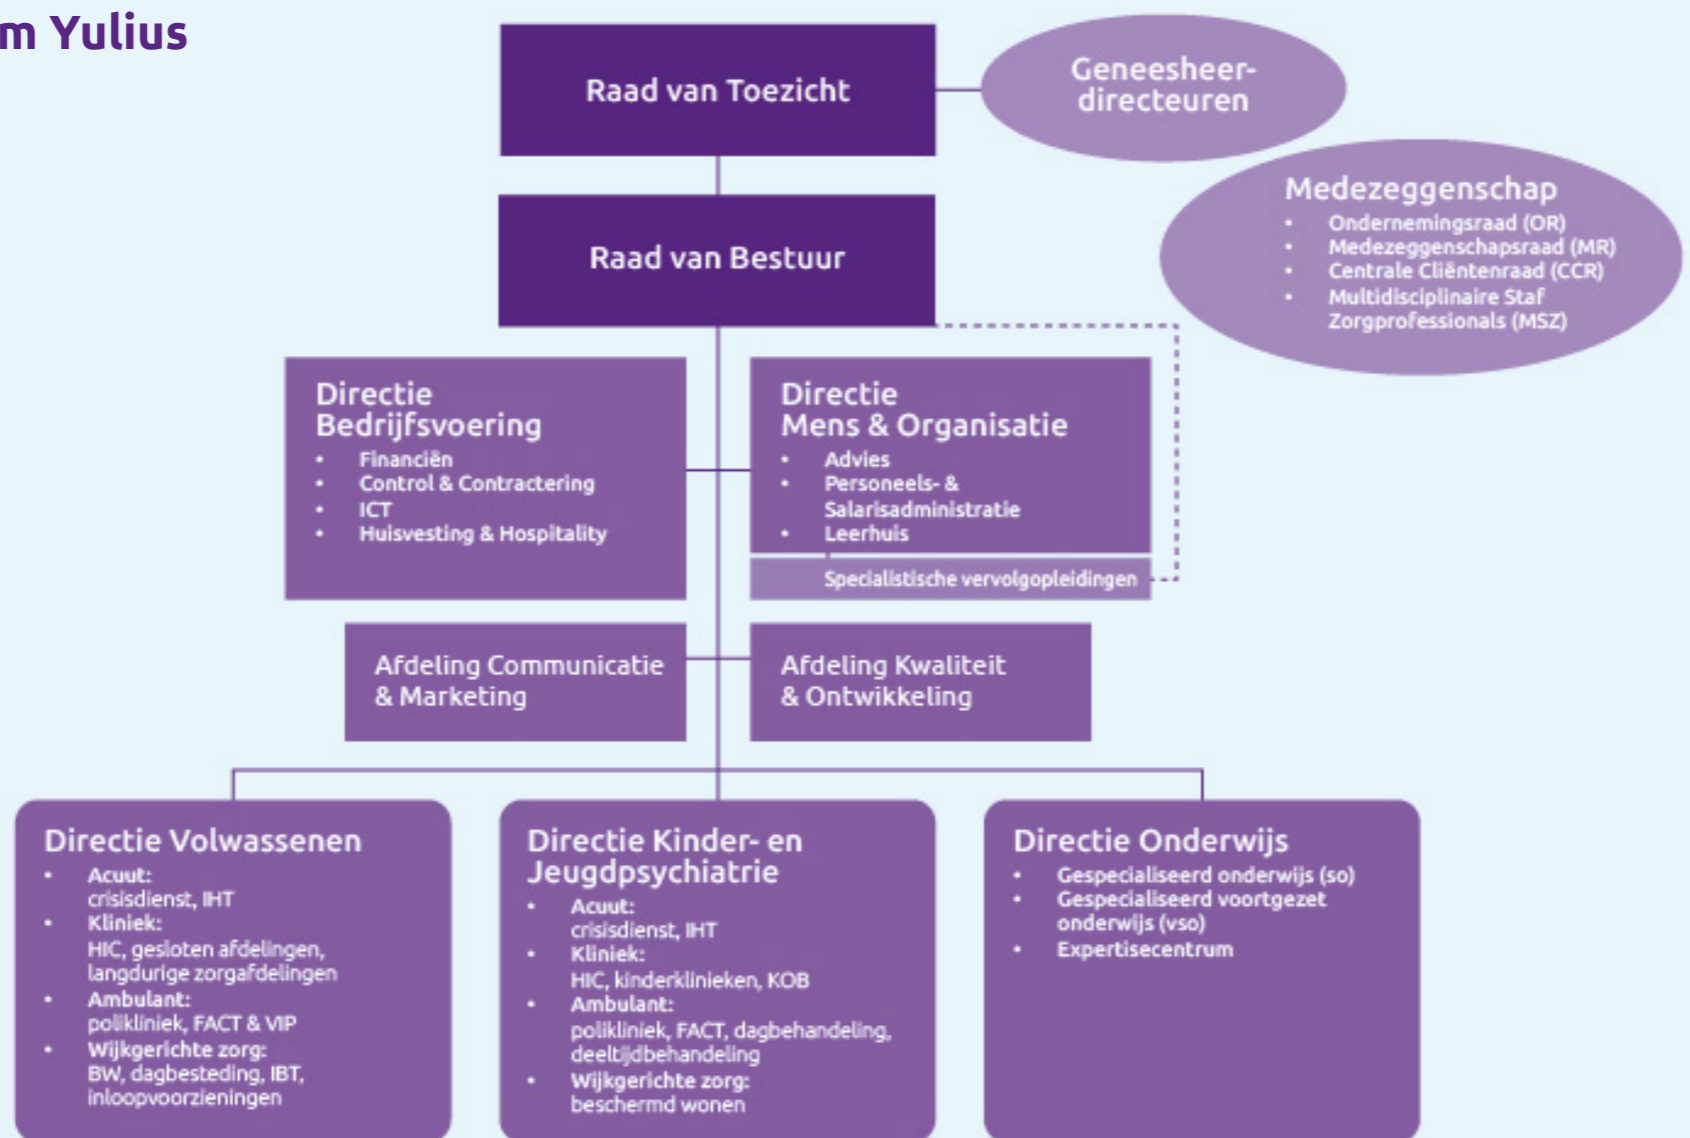 m Yulius
Raad van Toezicht
Geneesheer-
directeuren
Medezeggenschap
• Ondernemingsraad (OR)
• Medezeggenschapsraad (MR)
• Centrale Cliëntenraad (CCR)
• Multidisciplinaire Staf
Zorgprofessionals (MSZ)
Raad van Bestuur
Directie
Bedrijfsvoering
• Financiën
• Control & Contractering
• ICT
• Huisvesting & Hospitality
Directie
Mens & Organisatie
• Advies
• Personeels- &
Salarisadministratie
• Leerhuis
Specialistische vervolgopleidingen
Afdeling Communicatie
& Marketing
Afdeling Kwaliteit
& Ontwikkeling
Directie Volwassenen
• Acuut:
crisisdienst, IHT
• Kliniek:
HIC, gesloten afdelingen,
langdurige zorgafdelingen
• Ambulant:
polikliniek, FACT & VIP
• Wijkgerichte zorg:
BW, dagbesteding, IBT,
inloopvoorzieningen
Directie Kinder- en
Jeugdpsychiatrie
• Acuut:
crisisdienst, IHT
• Kliniek:
HIC, kinderklinieken, KOB
• Ambulant:
polikliniek, FACT, dagbehandeling,
deeltijdbehandeling
• Wijkgerichte zorg:
beschermd wonen
Directie Onderwijs
• Gespecialiseerd onderwijs (so)
• Gespecialiseerd voortgezet
onderwijs (vso)
• Expertisecentrum